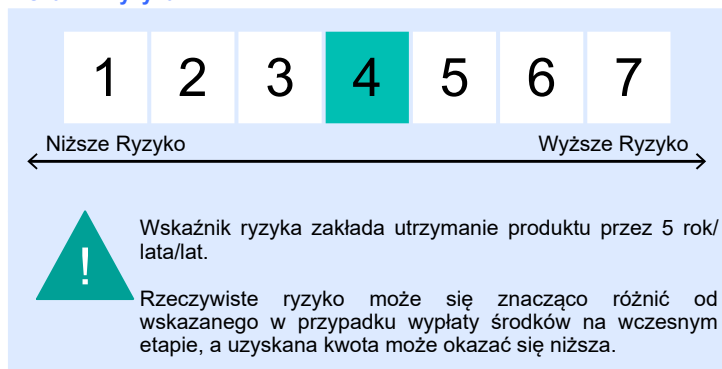 1 2 3 4 5 6 7
Niższe Ryzyko Wyższe Ryzyko
!
Wskaźnik ryzyka zakłada utrzymanie produktu przez 5 rok/
lata/lat.
Rzeczywiste ryzyko może się znacząco różnić od
wskazanego w przypadku wypłaty środków na wczesnym
etapie, a uzyskana kwota może okazać się niższa.